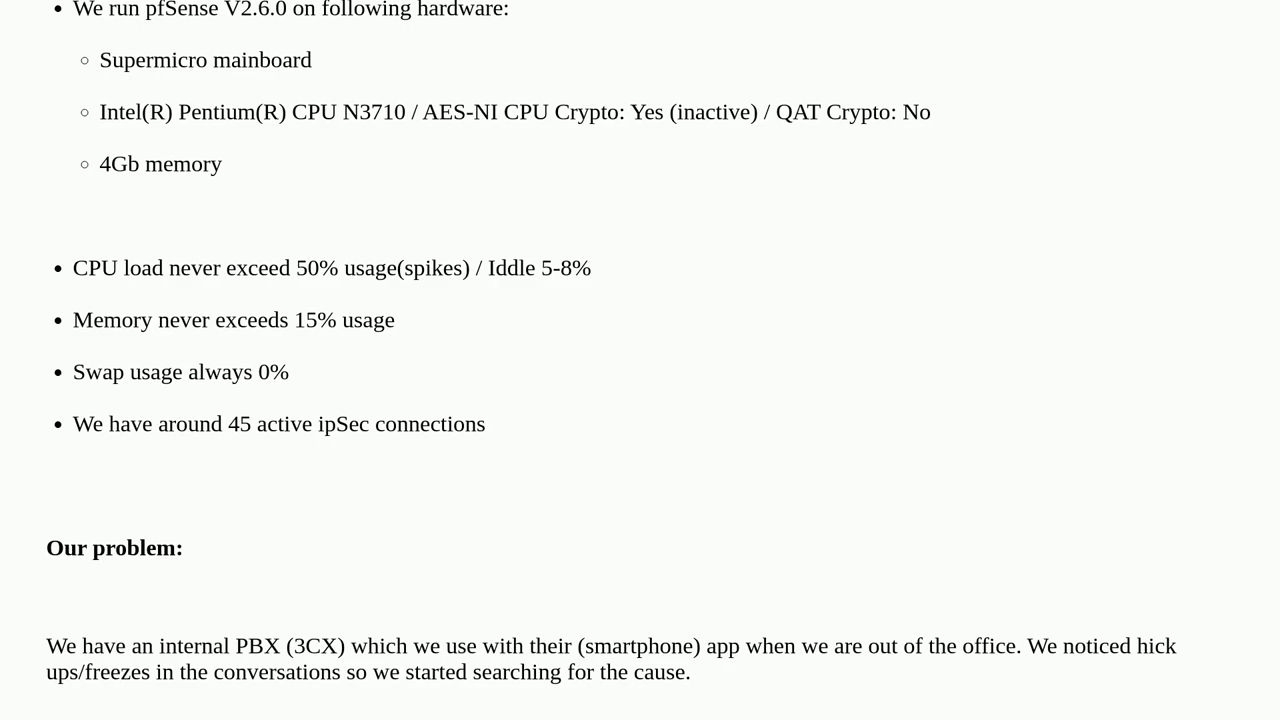 • We run pfSense V2.6.0 on following hardware:
○ Supermicro mainboard
○ Intel(R) Pentium(R) CPU N3710 / AES-NI CPU Crypto: Yes (inactive) / QAT Crypto: No
○ 4Gb memory
• CPU load never exceed 50% usage(spikes) / Iddle 5-8%
• Memory never exceeds 15% usage
• Swap usage always 0%
• We have around 45 active ipSec connections
Our problem:
We have an internal PBX (3CX) which we use with their (smartphone) app when we are out of the office. We noticed hick
ups/freezes in the conversations so we started searching for the cause.